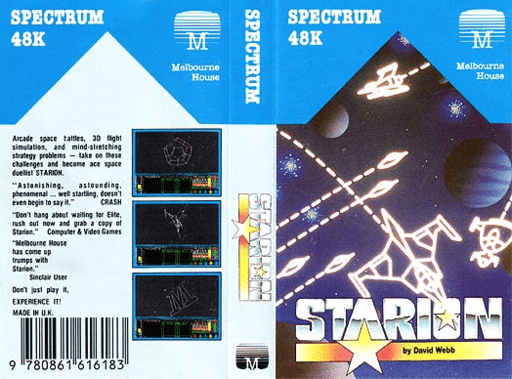 SPECTRUM
48K
Melbourne
House
Arcade space battles, 3D flight
simulation, and mind-stretching
strategy problems — take on these
challenges and become ace space
duellist STARION.
"Astonishing, astounding,
phenomenal ... well startling, doesn't
even begin to say it." CRASH
"Don't hang about waiting for Elite,
rush out now and grab a copy of
Starion." Computer & Video Games
"Melbourne House
has come up
trumps with
Starion."
Sinclair User
Don't just play it,
EXPERIENCE IT!
MADE IN U.K.
9 780861 616183
SPECTRUM
STARION
SPECTRUM
48K
Melbourne
House
STARION
by David Webb